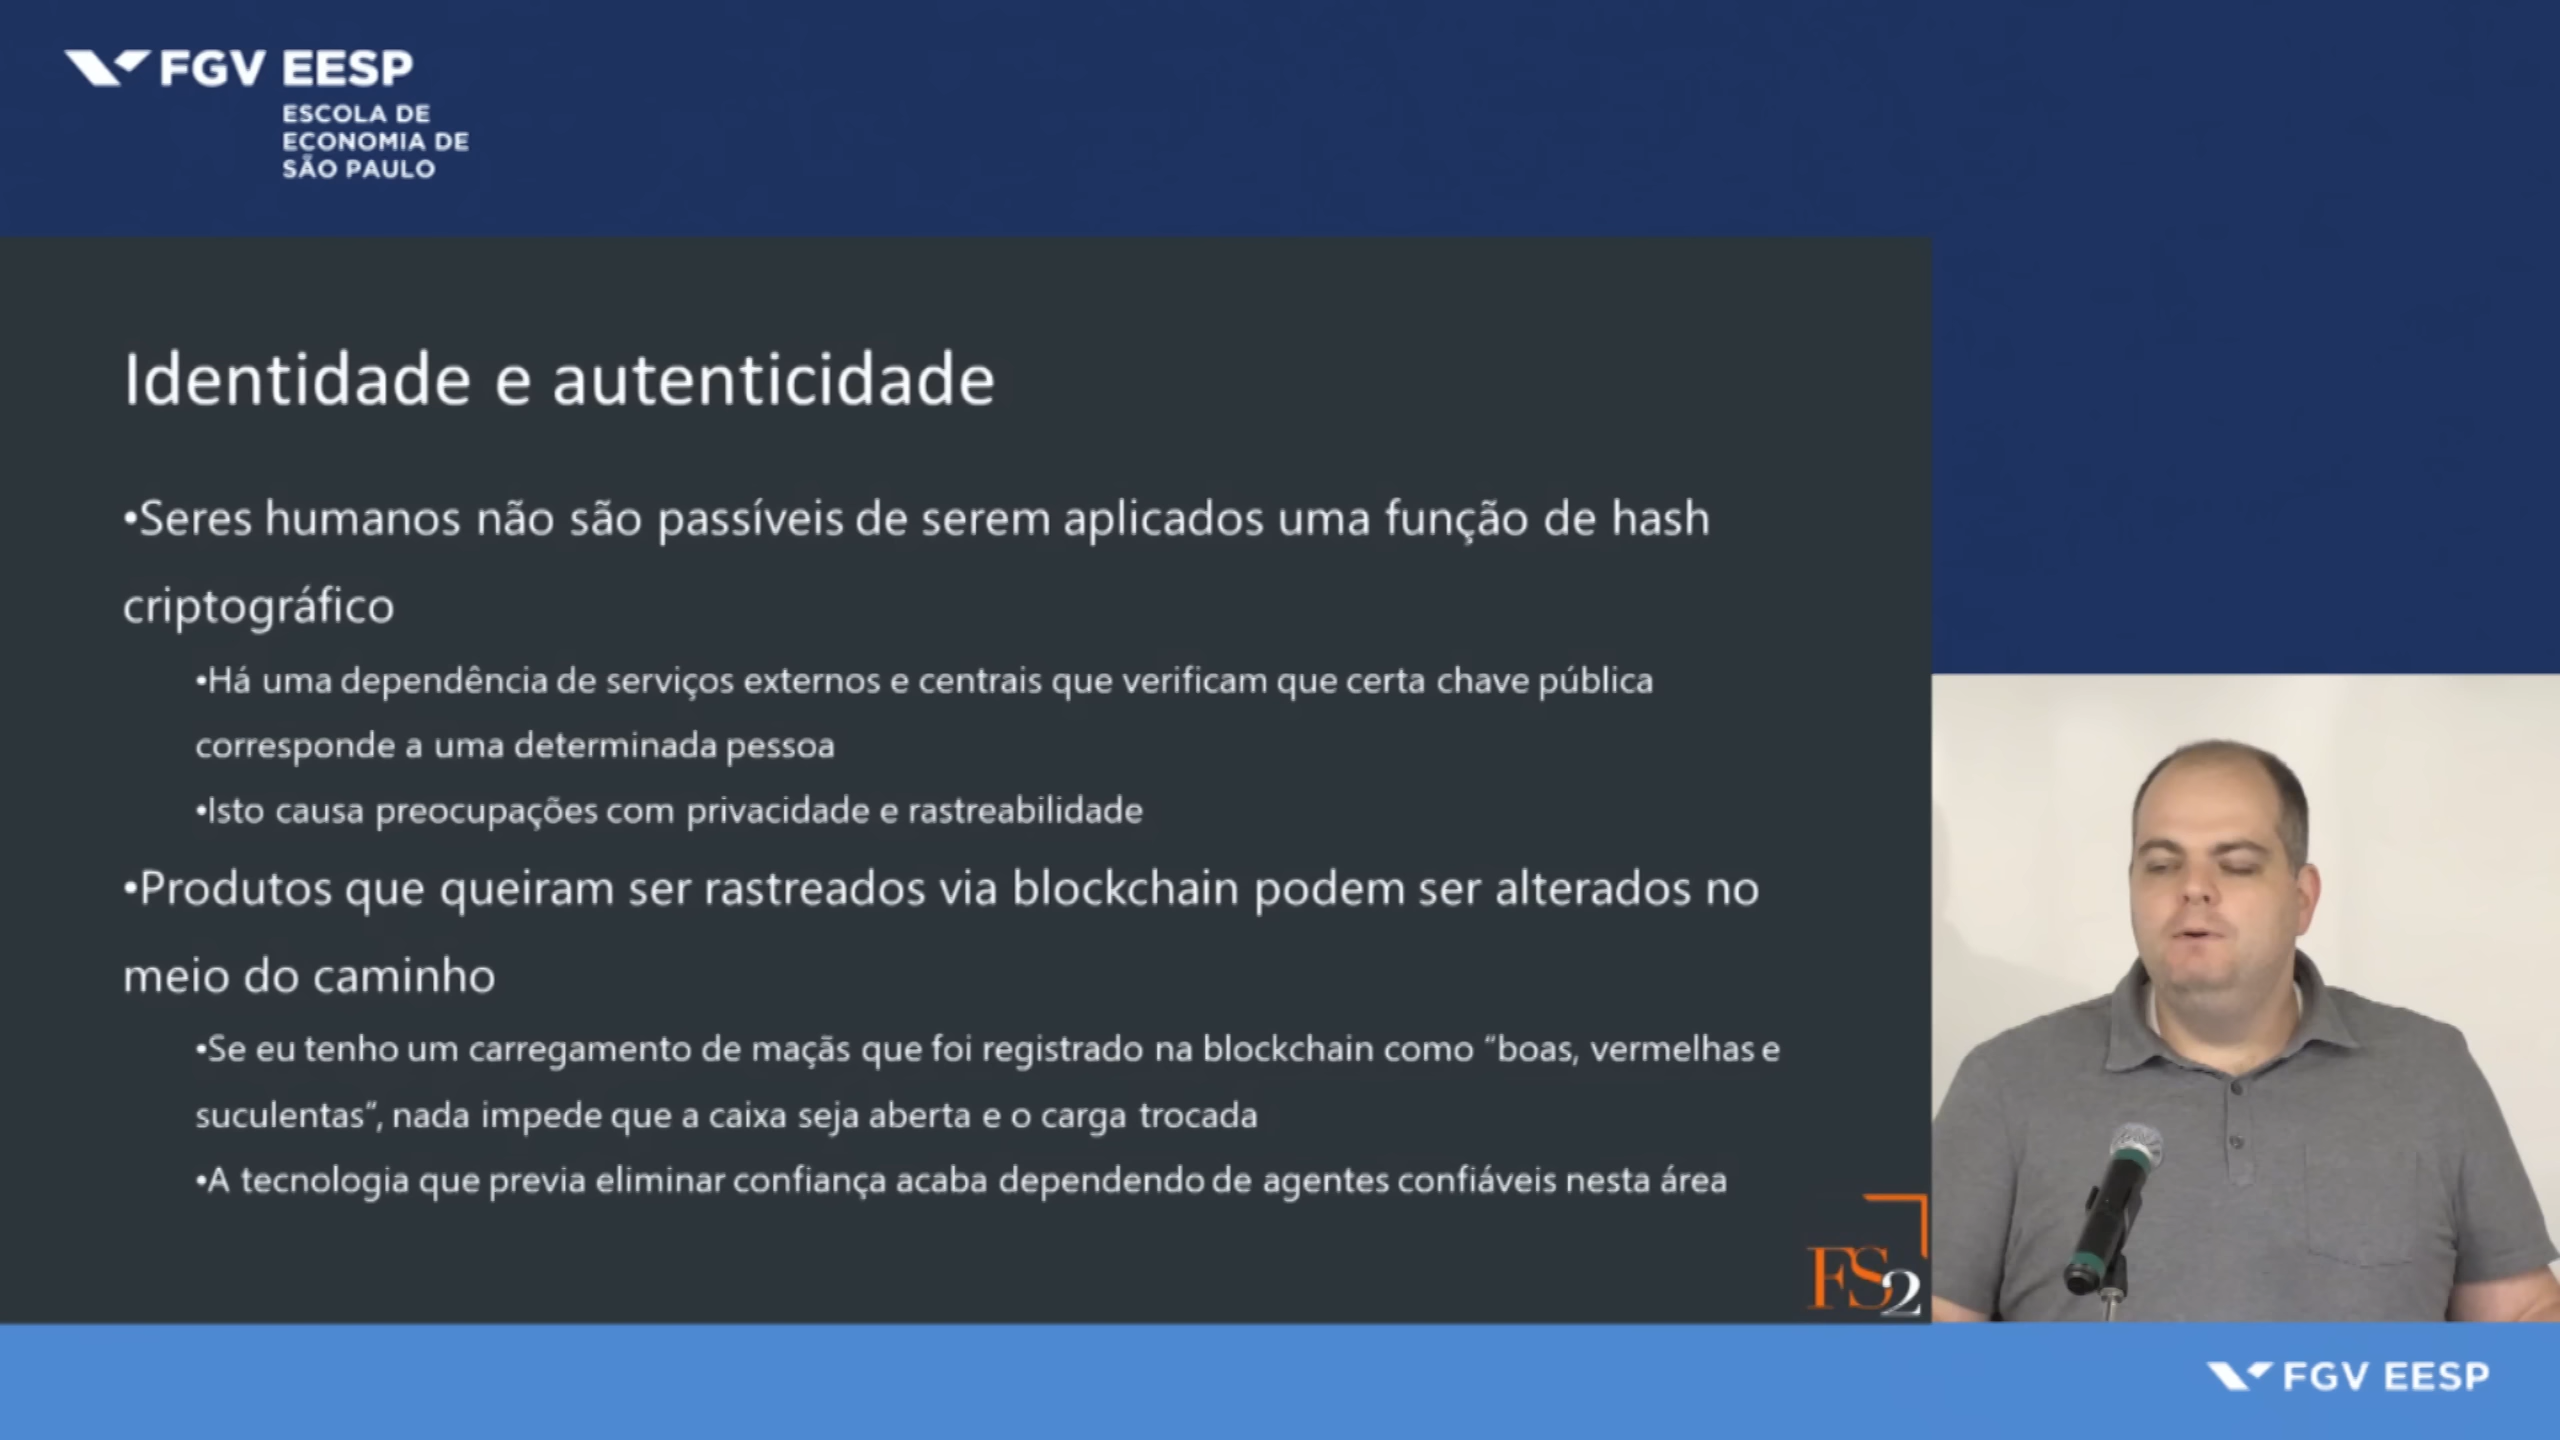 FGV EESP
ESCOLA DE
ECONOMIA DE
SÃO PAULO
Identidade e autenticidade
•Seres humanos não são passíveis de serem aplicados uma função de hash
criptográfico
•Há uma dependência de serviços externos e centrais que verificam que certa chave pública
corresponde a uma determinada pessoa
•Isto causa preocupações com privacidade e rastreabilidade
•Produtos que queiram ser rastreados via blockchain podem ser alterados no
meio do caminho
•Se eu tenho um carregamento de maçãs que foi registrado na blockchain como “boas, vermelhas e
suculentas”, nada impede que a caixa seja aberta e o carga trocada
•A tecnologia que previa eliminar confiança acaba dependendo de agentes confiáveis nesta área
FS2
FGV EESP